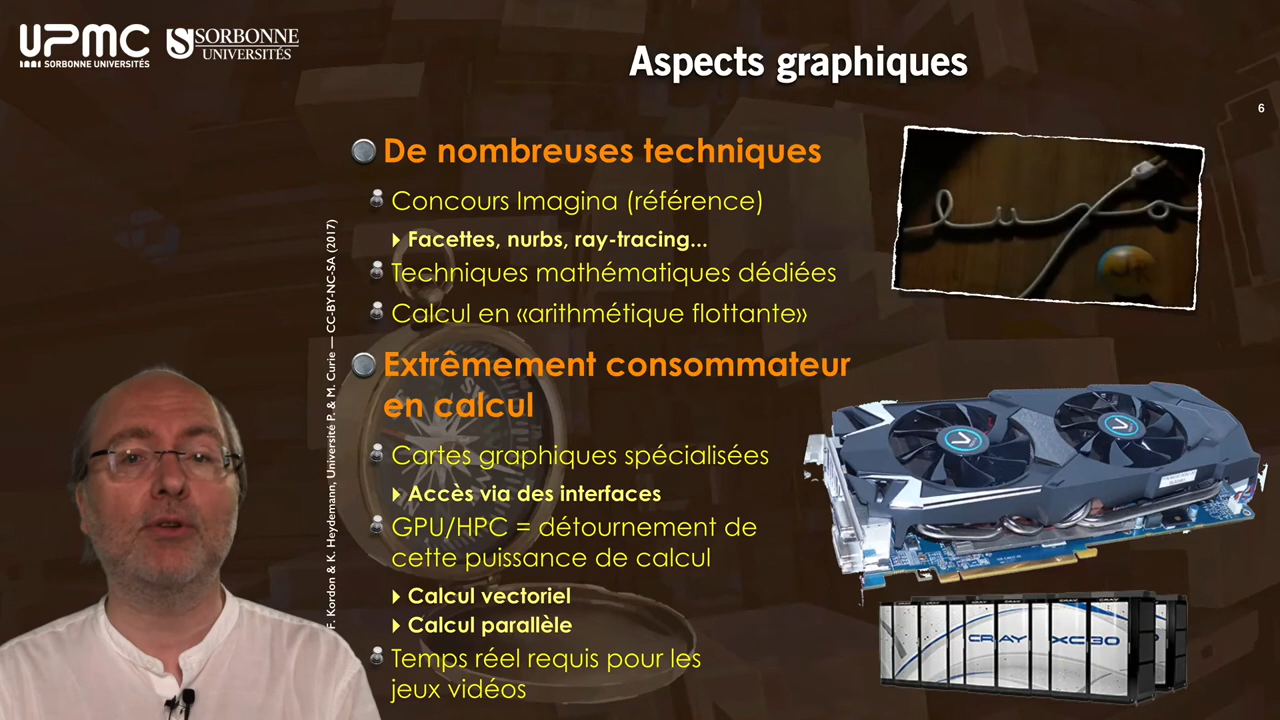 UPMC
SORBONNE UNIVERSITÉS
SORBONNE
UNIVERSITÉS
Aspects graphiques
6
De nombreuses techniques
Concours Imagina (référence)
Facettes, nurbs, ray-tracing...
Techniques mathématiques dédiées
Calcul en «arithmétique flottante»
Extrêmement consommateur
en calcul
Cartes graphiques spécialisées
Accès via des interfaces
GPU/HPC = détournement de
cette puissance de calcul
Calcul vectoriel
Calcul parallèle
Temps réel requis pour les
jeux vidéos
F. Kordon & K. Heydemann, Université P. & M. Curie — CC-BY-NC-SA (2017)
luxo
CRAY XC30